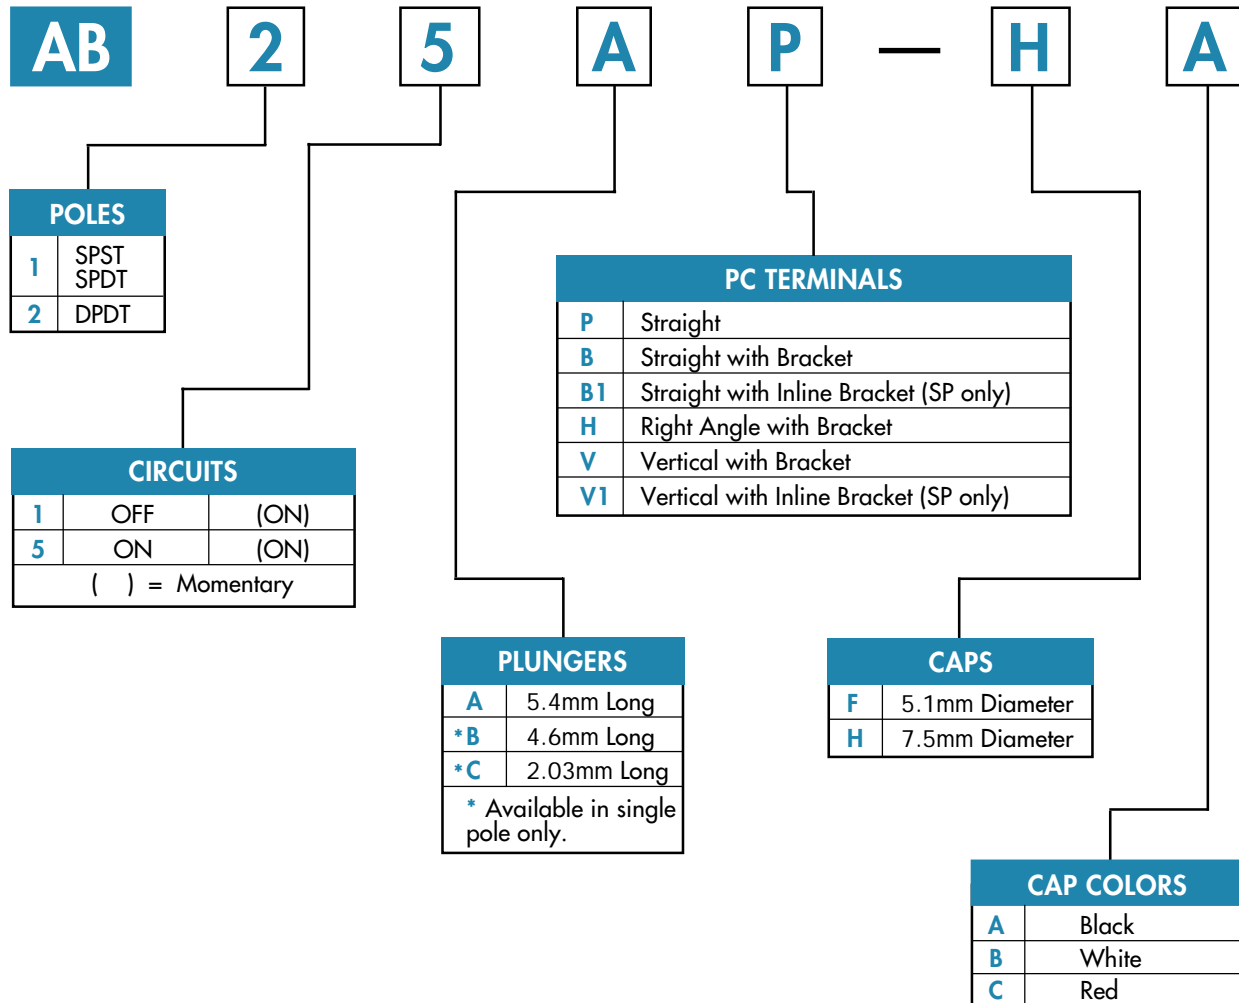 AB 2 5 A P — H A
POLES
1 SPST
SPDT
2 DPDT
PC TERMINALS
P Straight
B Straight with Bracket
B1 Straight with Inline Bracket (SP only)
H Right Angle with Bracket
V Vertical with Bracket
V1 Vertical with Inline Bracket (SP only)
CIRCUITS
1 OFF (ON)
5 ON (ON)
( ) = Momentary
PLUNGERS
A 5.4mm Long
*B 4.6mm Long
*C 2.03mm Long
* Available in single
pole only.
CAPS
F 5.1mm Diameter
H 7.5mm Diameter
CAP COLORS
A Black
B White
C Red